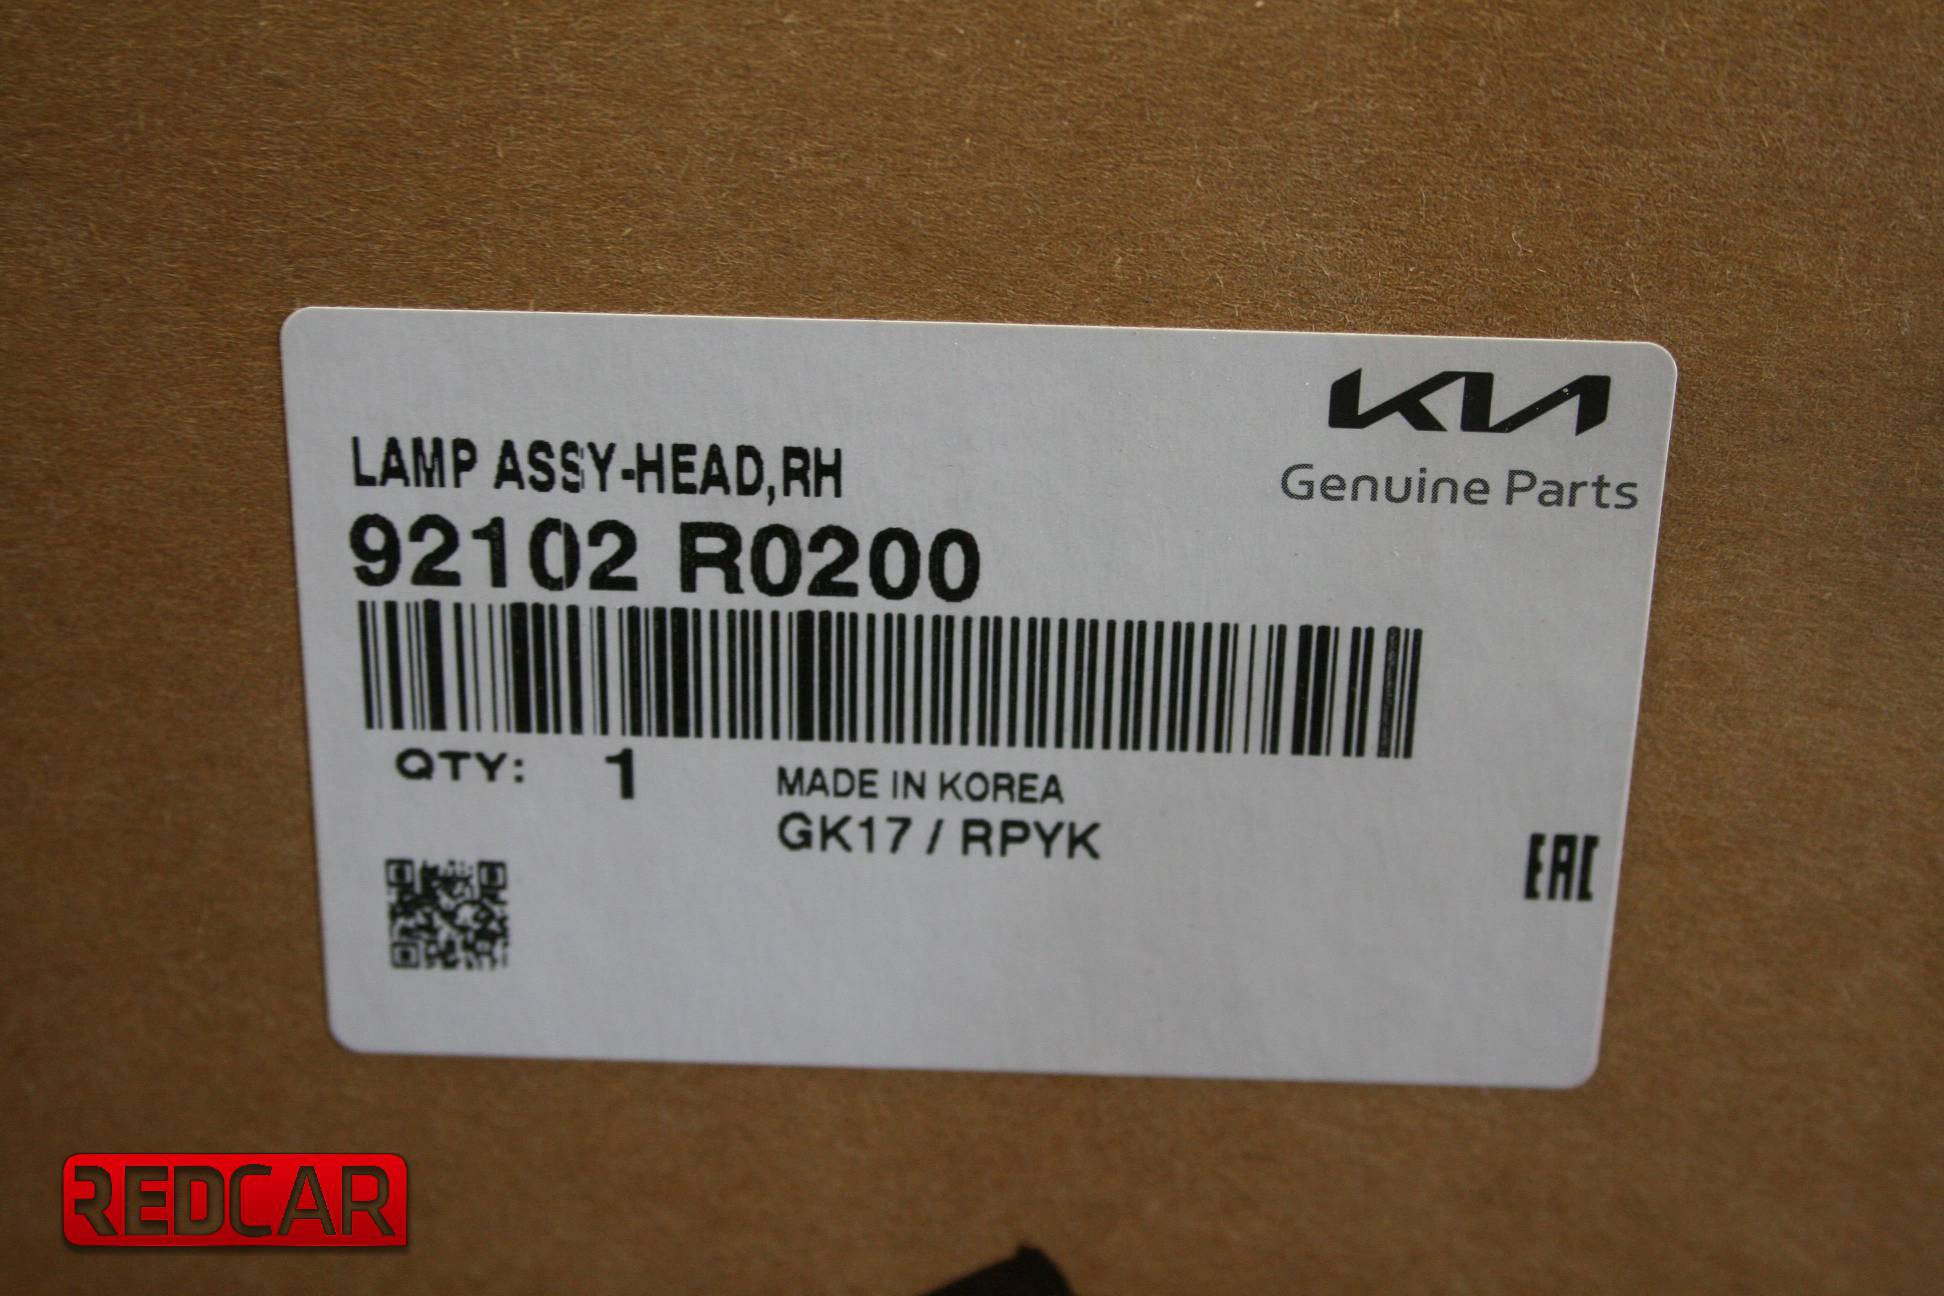 KIA
Genuine Parts
LAMP ASSY-HEAD,RH
92102 R0200
QTY: 1
MADE IN KOREA
GK17 / RPYK
EAC
REDCAR